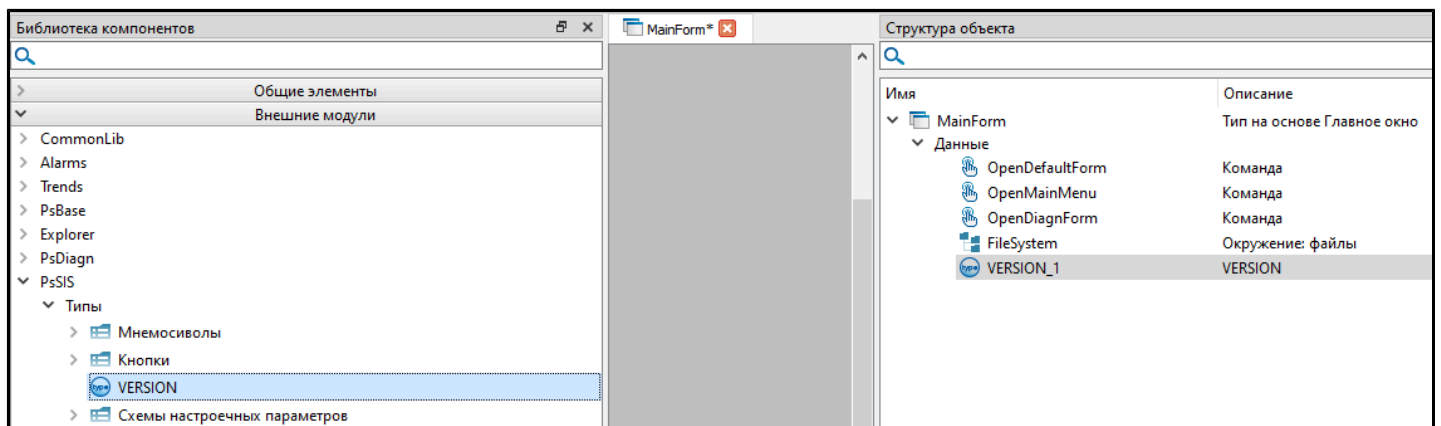 Библиотека компонентов
Общие элементы
Внешние модули
CommonLib
Alarms
Trends
PsBase
Explorer
PsDiagn
PsSIS
Типы
Мнемосиволы
Кнопки
type VERSION
Схемы настроечных параметров
MainForm*
Структура объекта
Имя Описание
MainForm Тип на основе Главное окно
Данные
OpenDefaultForm Команда
OpenMainMenu Команда
OpenDiagnForm Команда
FileSystem Окружение: файлы
type VERSION_1 VERSION